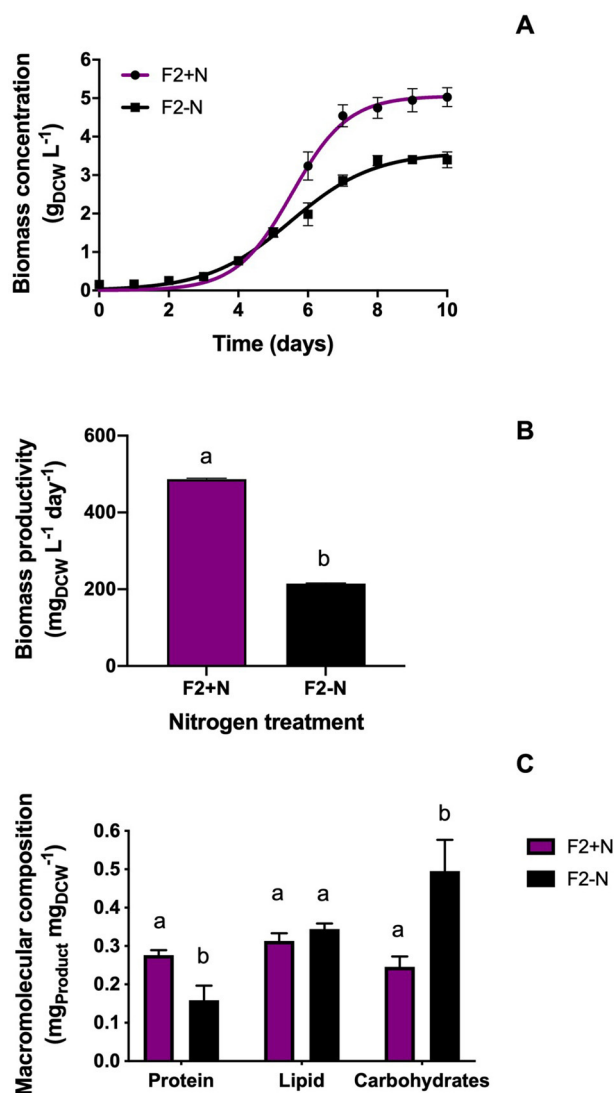 A
F2+N
F2-N
Biomass concentration
(gDCW L-1)
6
5
4
3
2
1
0
0 2 4 6 8 10
Time (days)
B
Biomass productivity
(mgDCW L-1 day-1)
600
400
200
0
a
b
F2+N F2-N
Nitrogen treatment
C
F2+N
F2-N
Macromolecular composition
(mgProduct mgDCW-1)
0.6
0.5
0.4
0.3
0.2
0.1
0.0
a b a a a b
Protein Lipid Carbohydrates